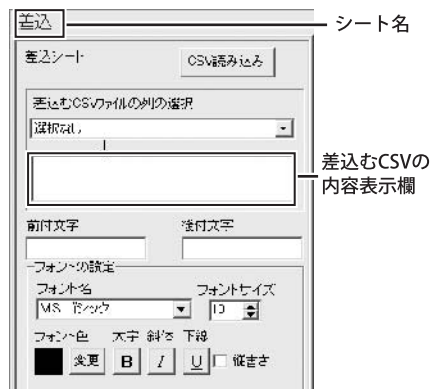 差込
シート名
差込シート
CSV読み込み
差込むCSVファイルの列の選択
選択なし
差込むCSVの
内容表示欄
前付文字
後付文字
フォントの設定
フォント名
フォントサイズ
MS ゴシック
10
フォント色 太字 斜体 下線
変更 B I U 縦書き